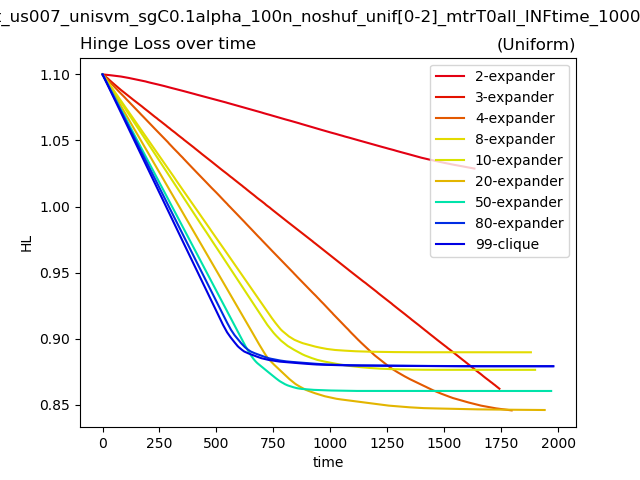 t_us007_unisvm_sgC0.1alpha_100n_noshuf_unif[0-2]_mtrT0all_INFtime_1000
Hinge Loss over time (Uniform)
1.10
1.05
1.00
0.95
0.90
0.85
HL
2-expander
3-expander
4-expander
8-expander
10-expander
20-expander
50-expander
80-expander
99-clique
0 250 500 750 1000 1250 1500 1750 2000
time